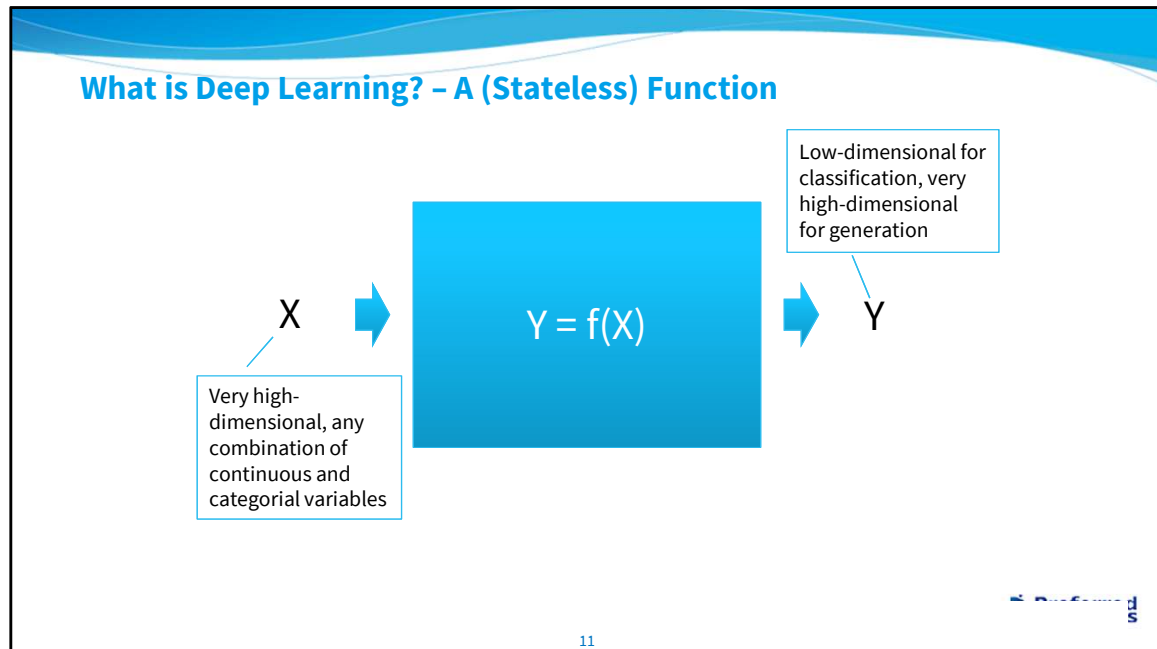 What is Deep Learning? – A (Stateless) Function
Low-dimensional for
classification, very
high-dimensional
for generation
X
Y = f(X)
Y
Very high-
dimensional, any
combination of
continuous and
categorial variables
11